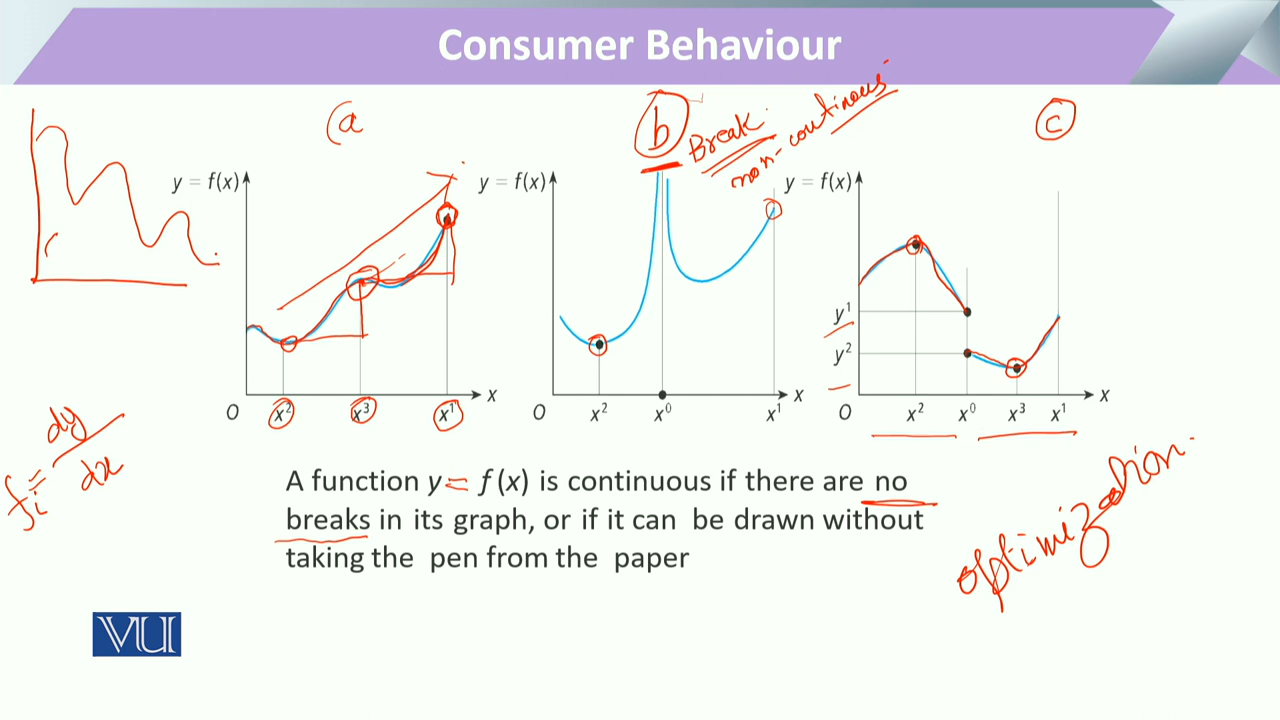 Consumer Behaviour
(a
b
Break
non-continous
c
y = f(x)
y = f(x)
y = f(x)
y¹
y²
O x² x³ x¹ x
O x² x⁰ x¹ x
O x² x⁰ x³ x¹ x
fᵢ = dy
dx
A function y = f(x) is continuous if there are no
breaks in its graph, or if it can be drawn without
taking the pen from the paper
optimization
VU